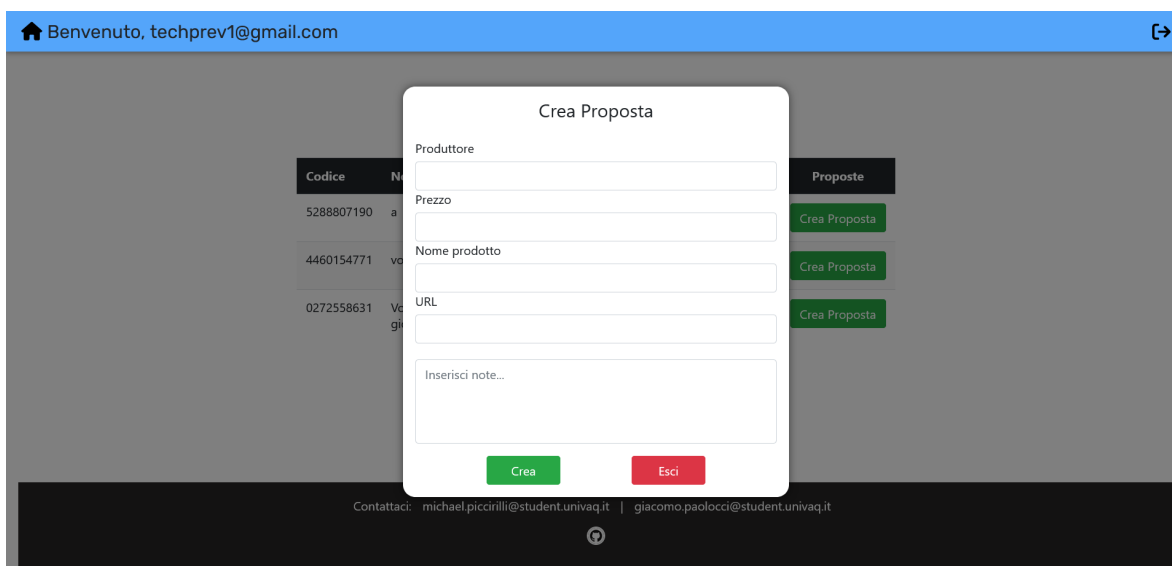 Benvenuto, techprev1@gmail.com
Crea Proposta
Produttore
Prezzo
Nome prodotto
URL
Inserisci note...
Crea Esci
Codice Proposte
5288807190 a Crea Proposta
4460154771 Crea Proposta
0272558631 Crea Proposta
Contattaci: michael.piccirilli@student.univaq.it | giacomo.paolocci@student.univaq.it